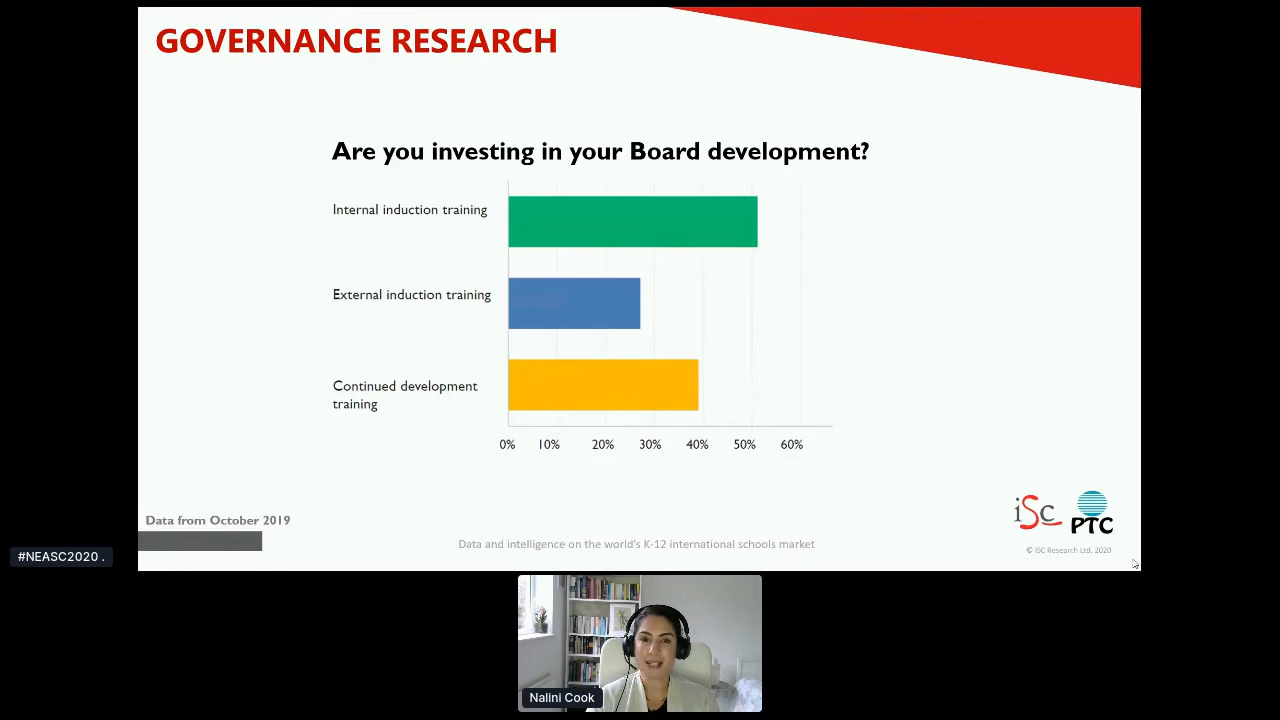 GOVERNANCE RESEARCH
Are you investing in your Board development?
Internal induction training
External induction training
Continued development
training
0% 10% 20% 30% 40% 50% 60%
Data from October 2019
iSc
PTC
Data and intelligence on the world's K-12 international schools market
© ISC Research Ltd, 2020
#NEASC2020 .
Nalini Cook